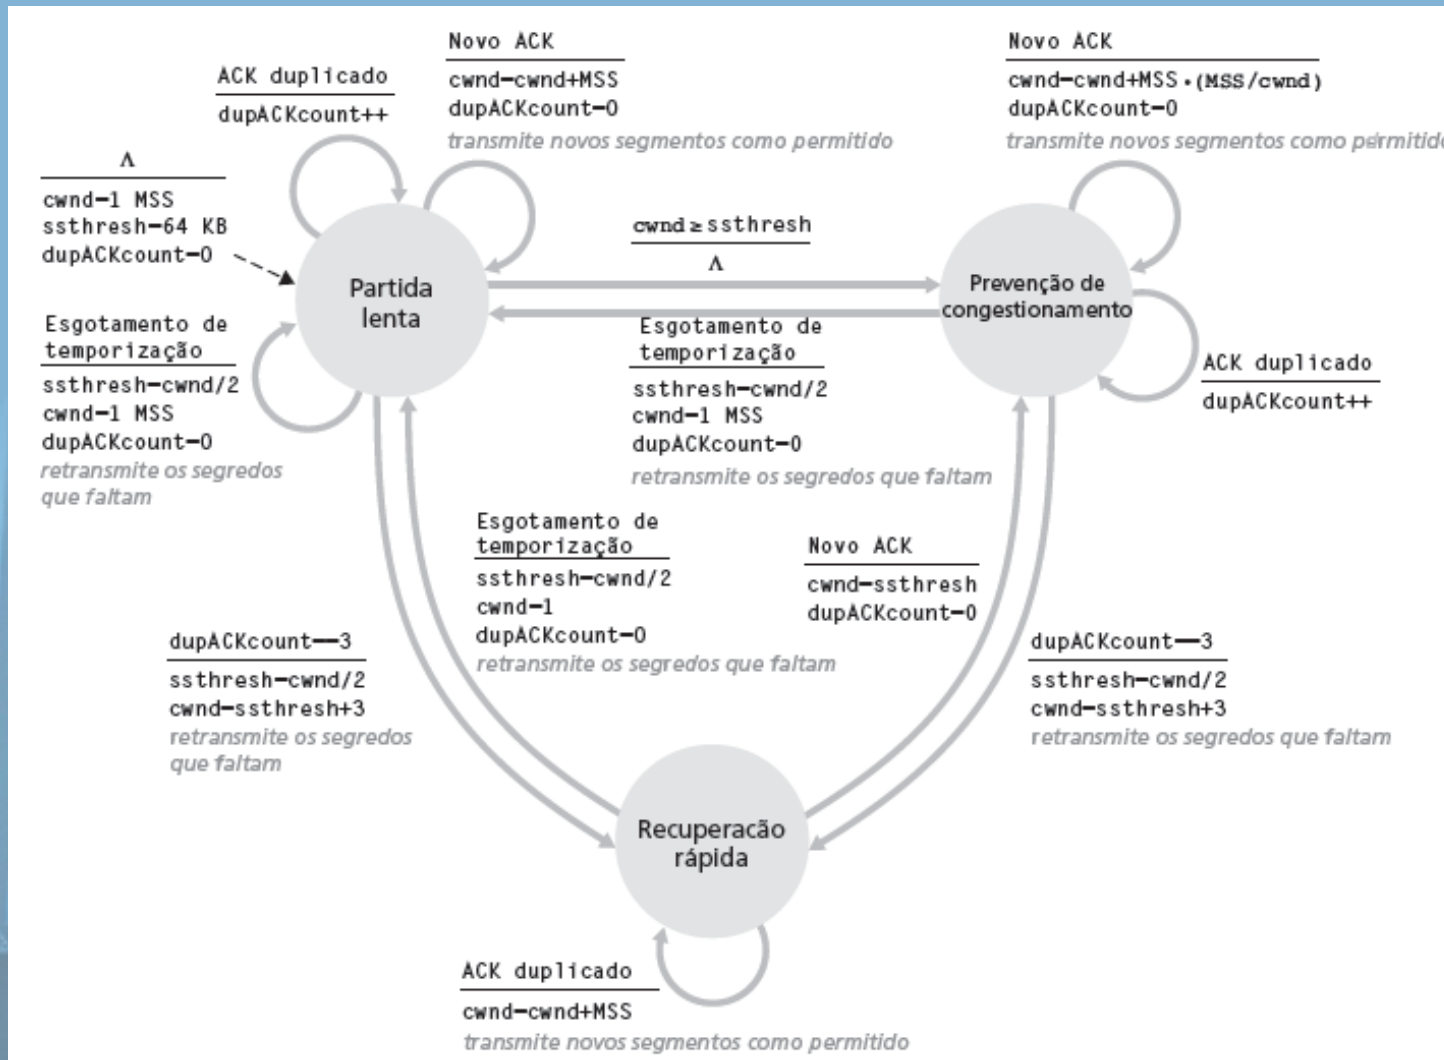 Novo ACK
cwnd=cwnd+MSS
dupACKcount=0
transmite novos segmentos como permitido
Novo ACK
cwnd=cwnd+MSS·(MSS/cwnd)
dupACKcount=0
transmite novos segmentos como permitido
ACK duplicado
dupACKcount++
Λ
cwnd=1 MSS
ssthresh=64 KB
dupACKcount=0
cwnd≥ssthresh
Λ
Partida
lenta
Prevenção de
congestionamento
Esgotamento de
temporização
ssthresh=cwnd/2
cwnd=1 MSS
dupACKcount=0
retransmite os segredos
que faltam
Esgotamento de
temporização
ssthresh=cwnd/2
cwnd=1 MSS
dupACKcount=0
retransmite os segredos que faltam
ACK duplicado
dupACKcount++
Esgotamento de
temporização
ssthresh=cwnd/2
cwnd=1
dupACKcount=0
retransmite os segredos que faltam
Novo ACK
cwnd=ssthresh
dupACKcount=0
dupACKcount==3
ssthresh=cwnd/2
cwnd=ssthresh+3
retransmite os segredos
que faltam
dupACKcount==3
ssthresh=cwnd/2
cwnd=ssthresh+3
retransmite os segredos que faltam
Recuperacão
rápida
ACK duplicado
cwnd=cwnd+MSS
transmite novos segmentos como permitido